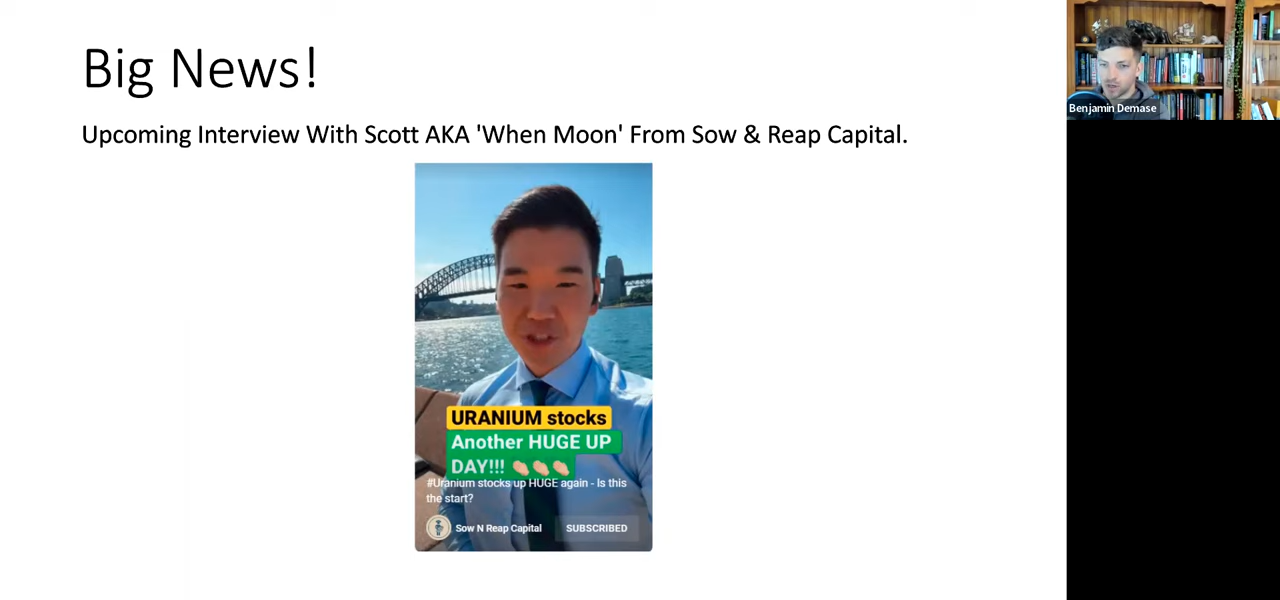 Big News!
Benjamin Demase
Upcoming Interview With Scott AKA 'When Moon' From Sow & Reap Capital.
URANIUM stocks
Another HUGE UP
DAY!!! 👏🏻👏🏻👏🏻
#Uranium stocks up HUGE again - Is this
the start?
Sow N Reap Capital
SUBSCRIBED